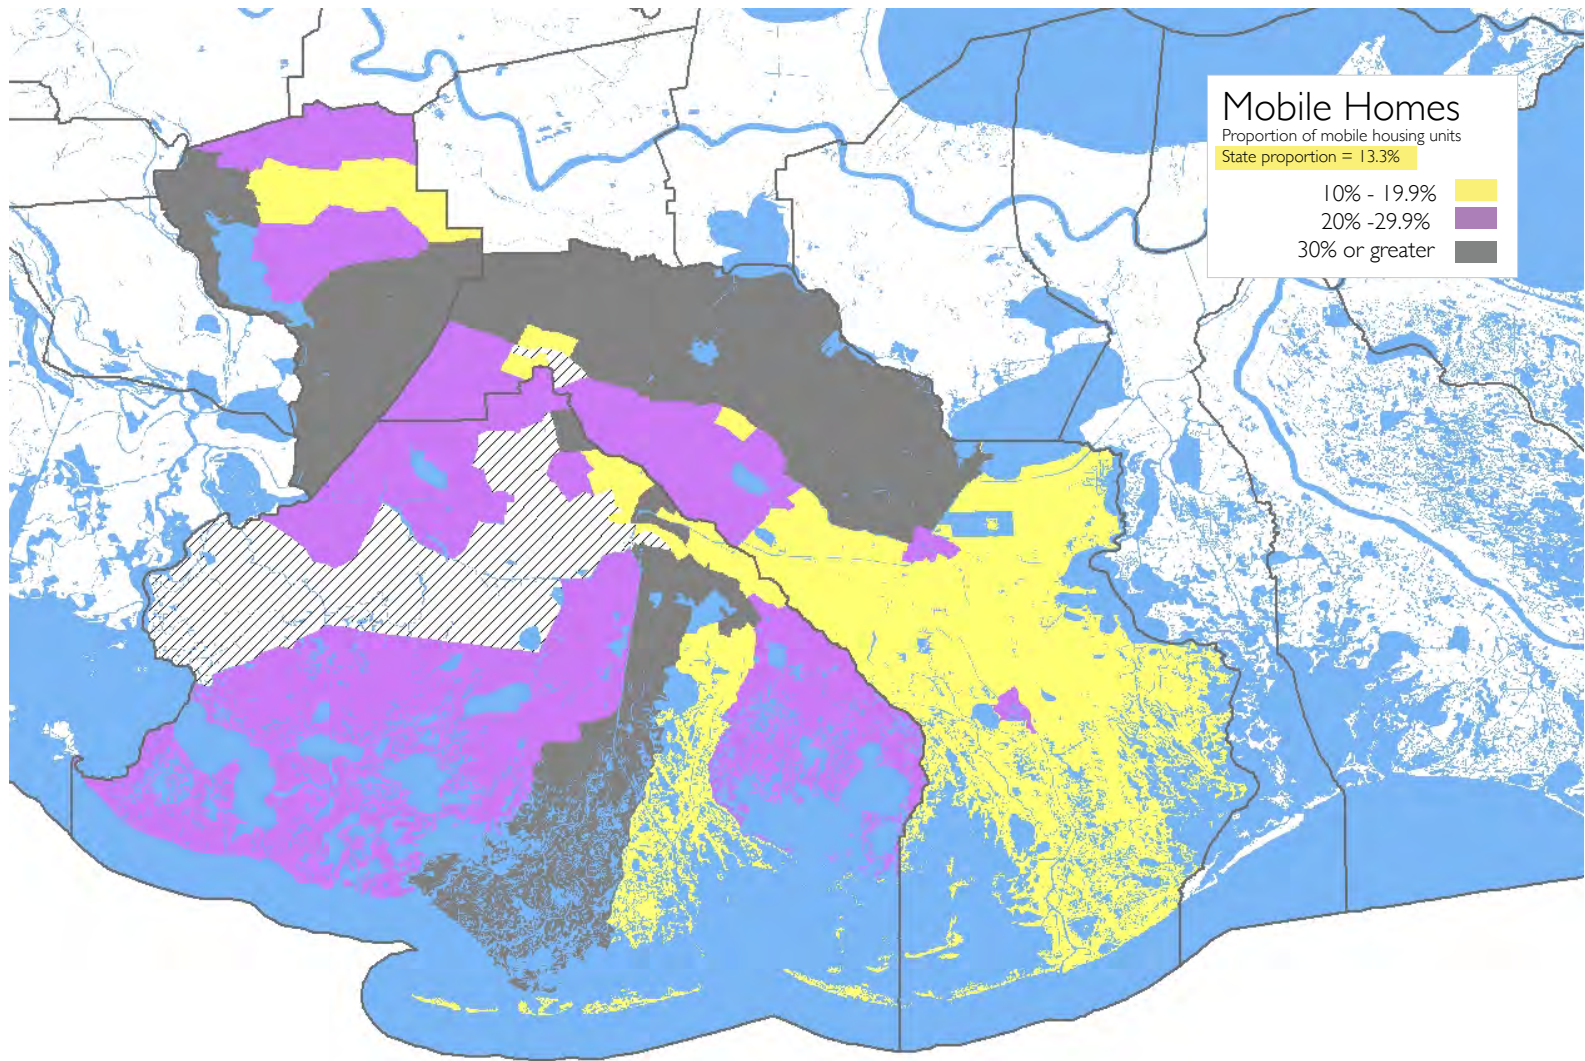 Mobile Homes
Proportion of mobile housing units
State proportion = 13.3%
10% - 19.9%
20% -29.9%
30% or greater